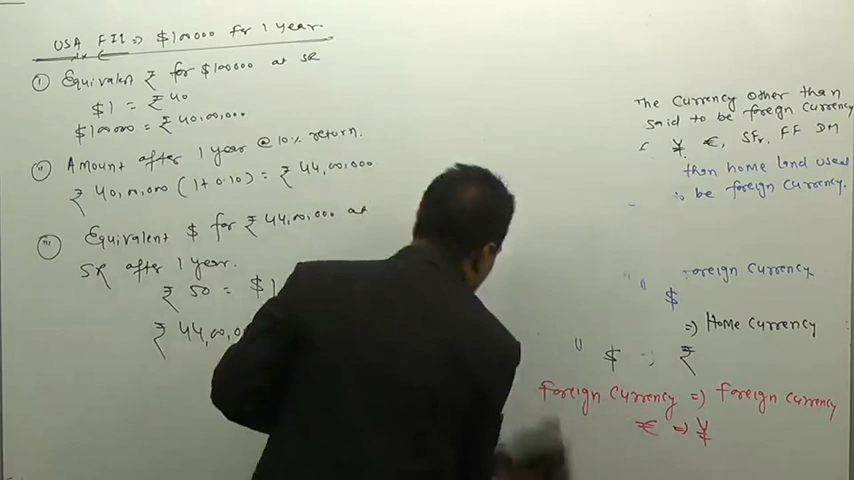 USA FII => $100000 for 1 year.
(i) Equivalent ₹ for $100000 at SR
$1 = ₹40
$100000 = ₹40,00,000
(ii) Amount after 1 year @ 10% return.
₹40,00,000 (1+0.10) = ₹44,00,000
(iii) Equivalent $ for ₹44,00,000 at
SR after 1 year.
₹50 = $1
₹44,00,0
The currency other than
said to be foreign currency
¥, €, SFr, FF DM
than home land used
to be foreign currency.
Foreign currency
$
=) Home currency
$ => ₹
Foreign currency =) Foreign currency
€ =) ¥